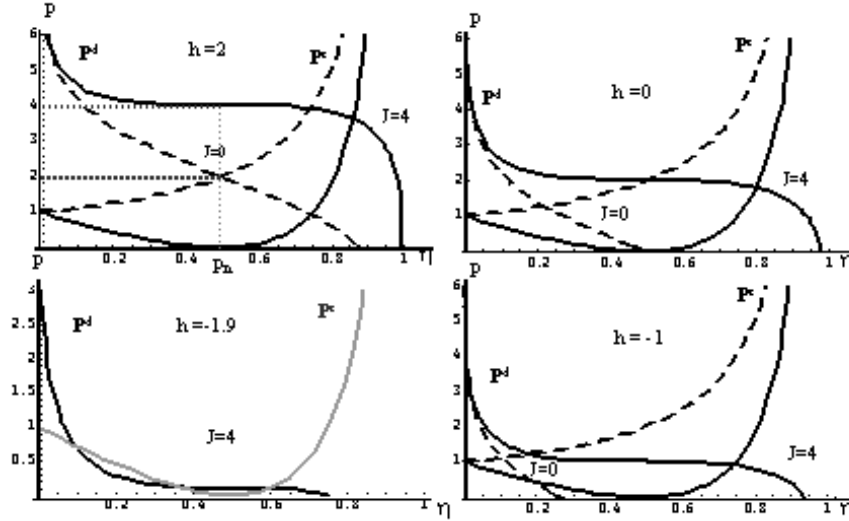 p
6
5
4
3
2
1
P^d
h = 2
P^s
J=0
J=4
0.2 0.4 0.6 0.8 1 η
p_n
p
6
5
4
3
2
1
P^d
h = 0
P^s
J=0
J=4
0.2 0.4 0.6 0.8 1
p
3
2.5
2
1.5
1
0.5
P^d
h = -1.9
P^s
J=4
0.2 0.4 0.6 0.8 1 η
p
6
5
4
3
2
1
P^d
h = -1
P^s
J=0
J=4
0.2 0.4 0.6 0.8 1